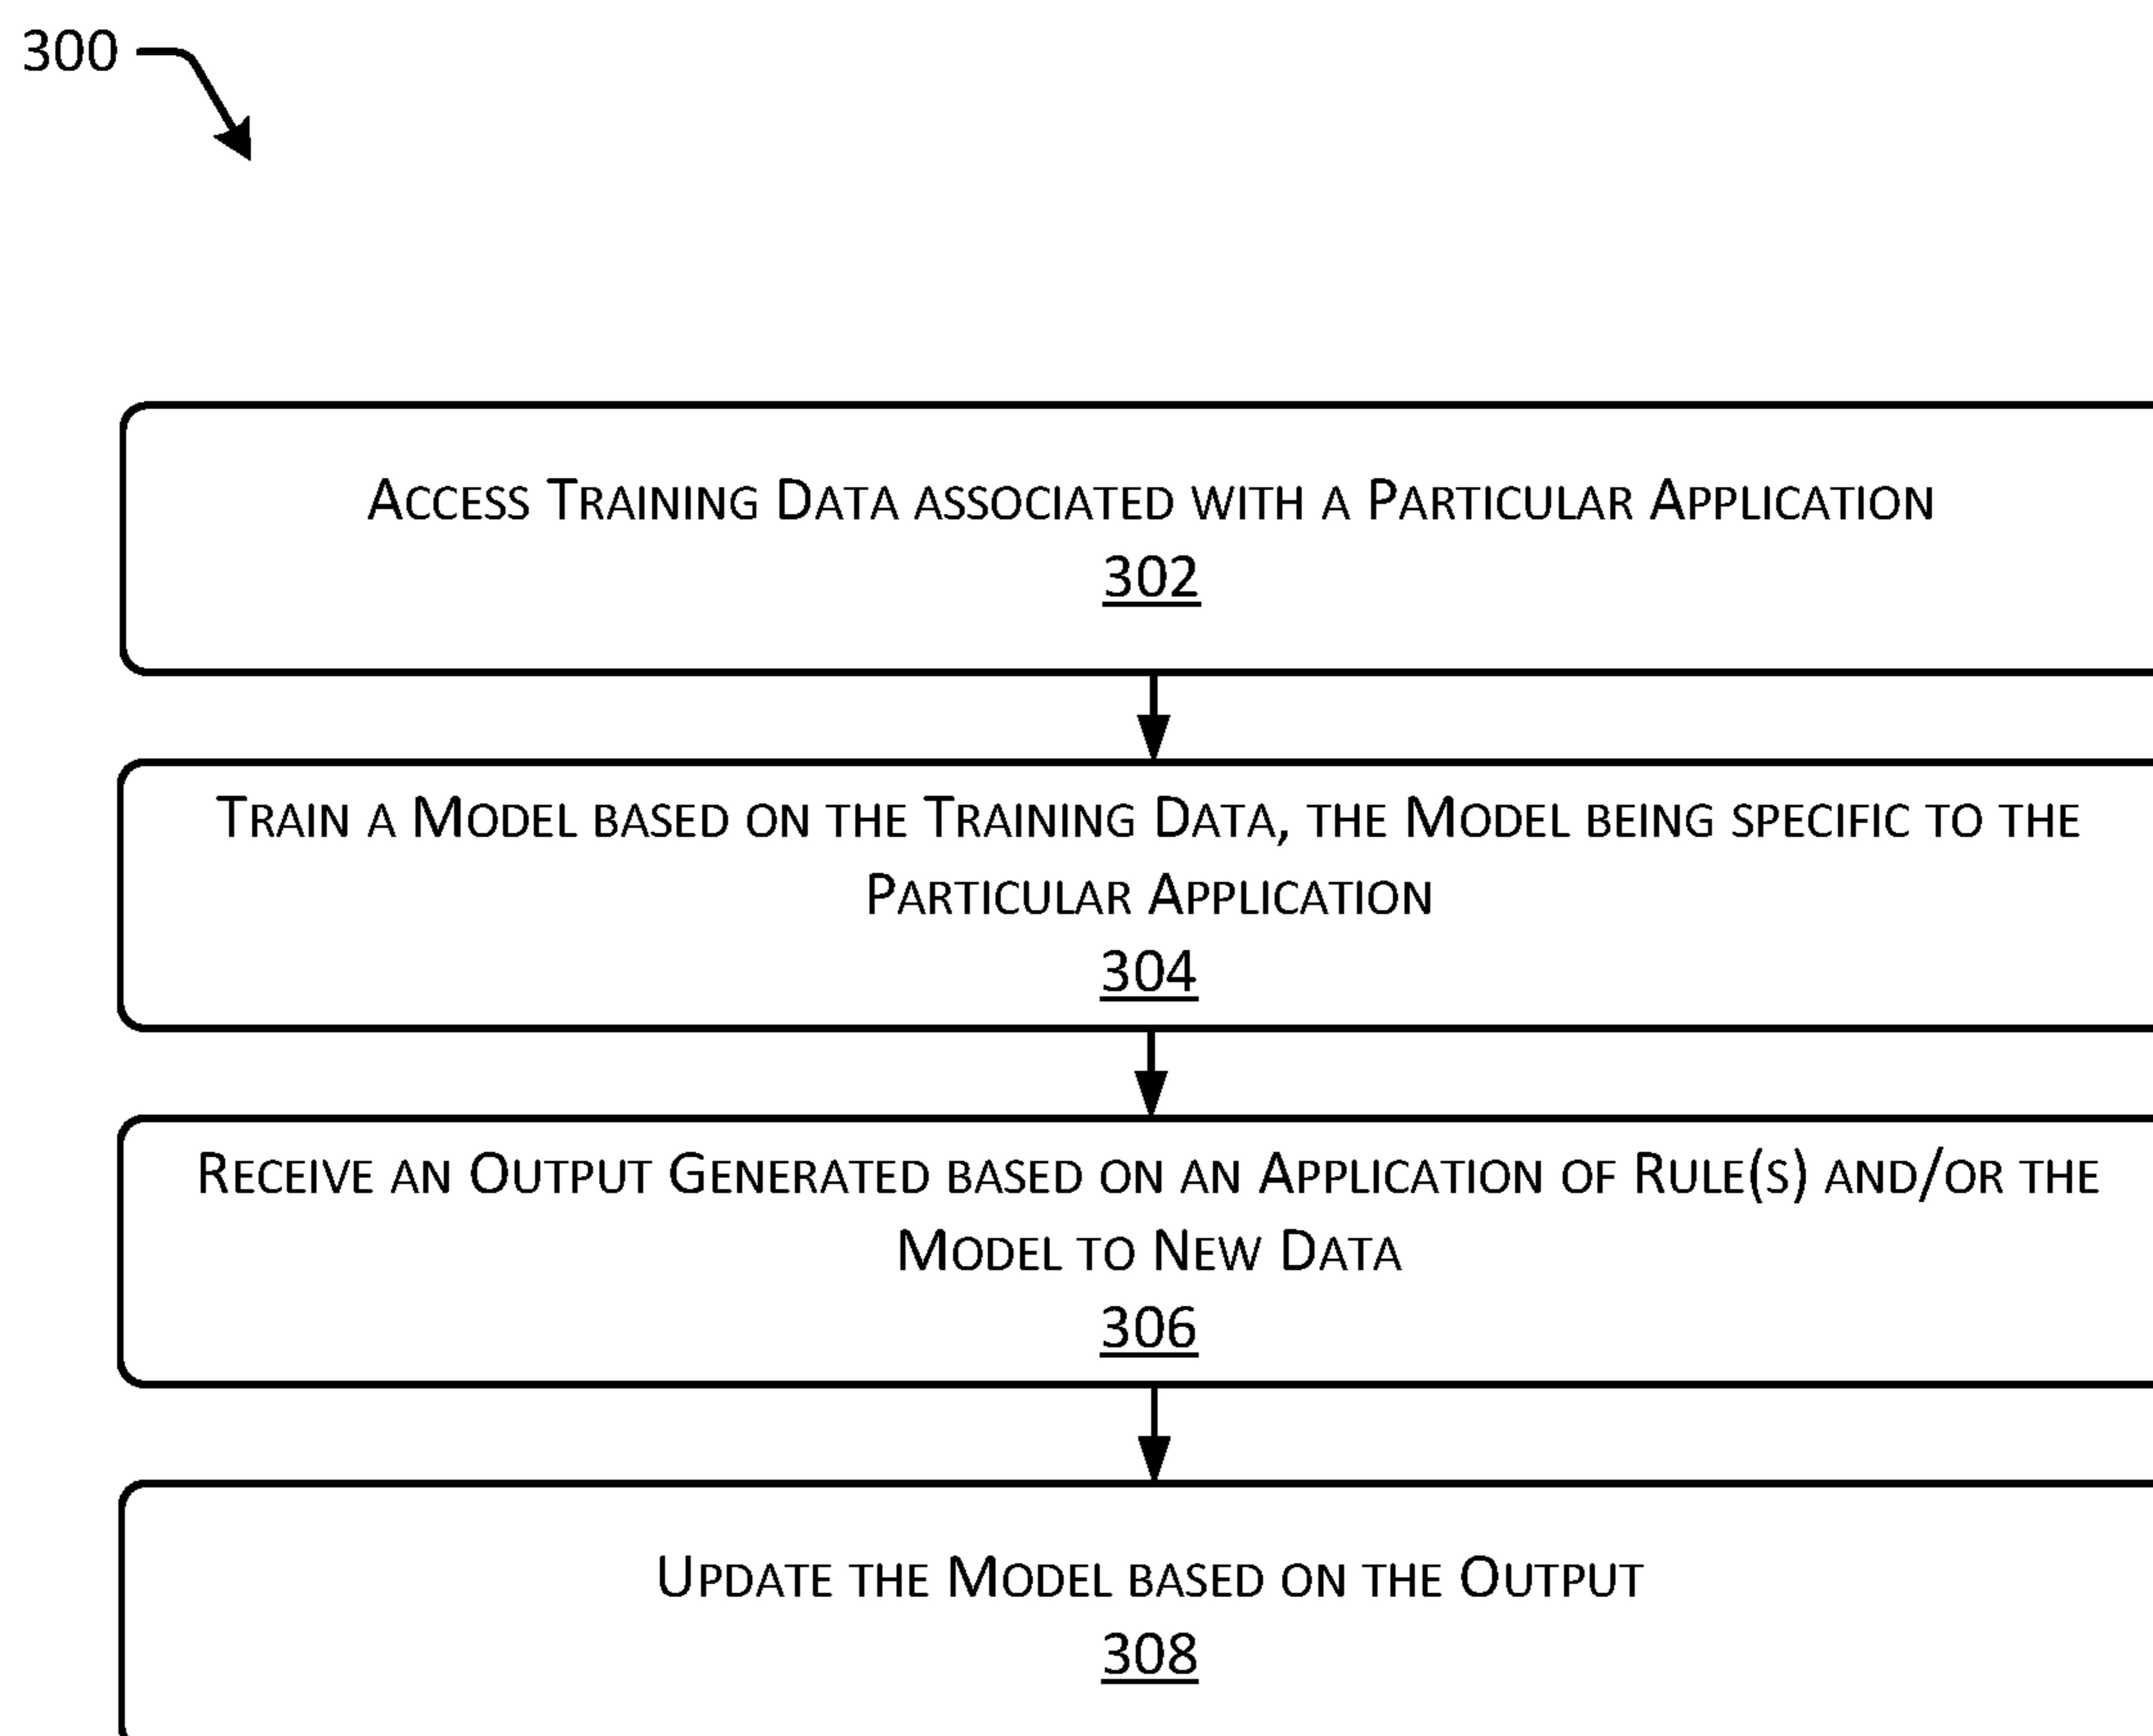 300
Access Training Data associated with a Particular Application
302
Train a Model based on the Training Data, the Model being specific to the
Particular Application
304
Receive an Output Generated based on an Application of Rule(s) and/or the
Model to New Data
306
Update the Model based on the Output
308